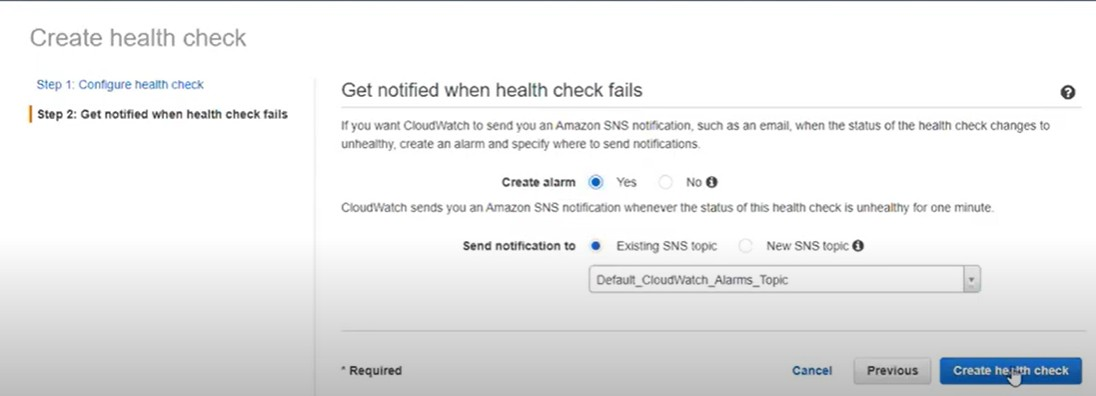 Create health check
Step 1: Configure health check
Step 2: Get notified when health check fails
Get notified when health check fails
If you want CloudWatch to send you an Amazon SNS notification, such as an email, when the status of the health check changes to
unhealthy, create an alarm and specify where to send notifications.
Create alarm Yes No
CloudWatch sends you an Amazon SNS notification whenever the status of this health check is unhealthy for one minute.
Send notification to Existing SNS topic New SNS topic
Default_CloudWatch_Alarms_Topic
* Required Cancel Previous Create health check